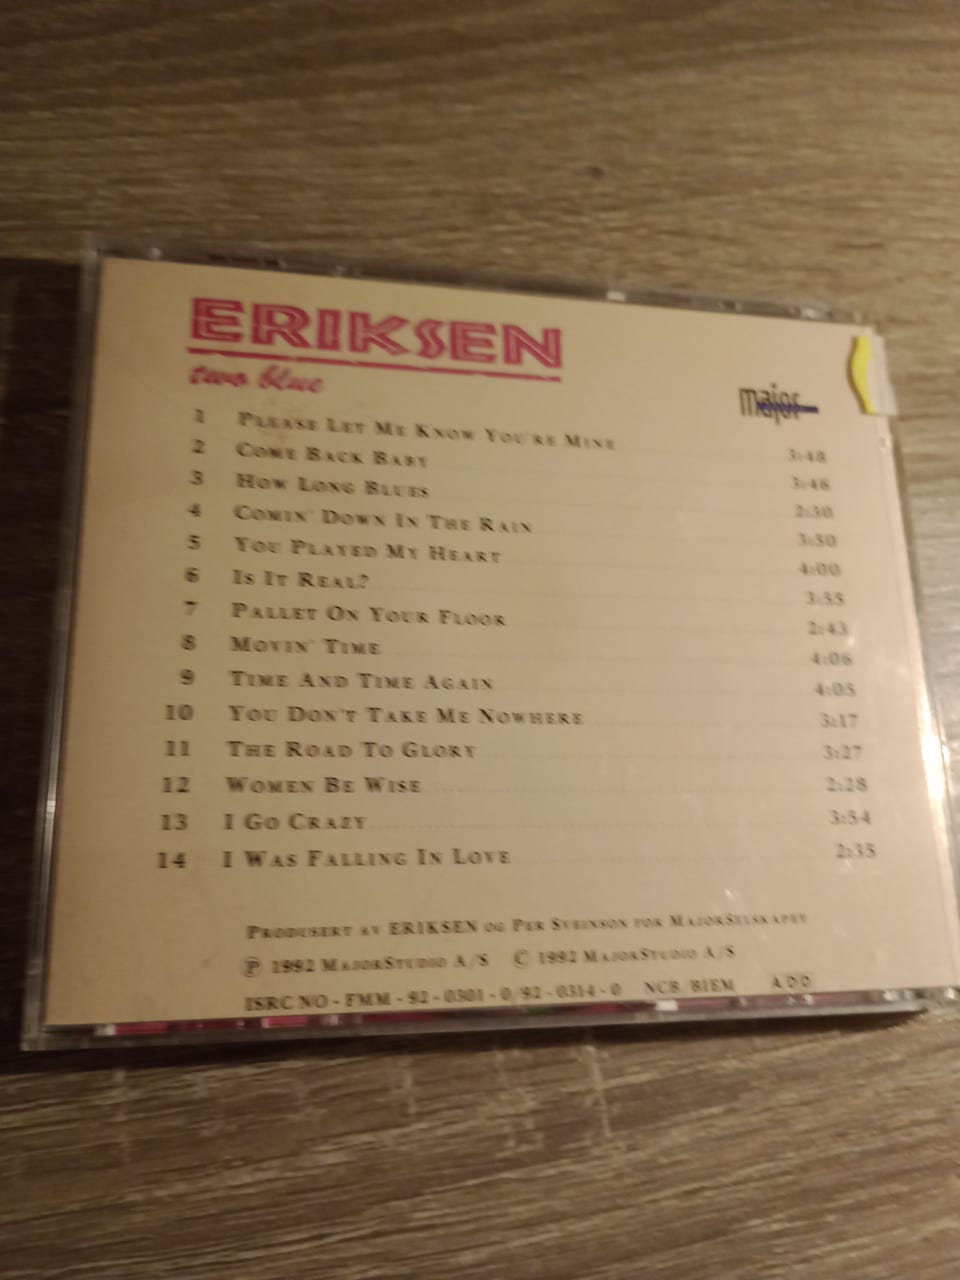 ERIKSEN
two blue
major
1 PLEASE LET ME KNOW YOU'RE MINE 3:48
2 COME BACK BABY 3:46
3 HOW LONG BLUES 2:30
4 COMIN' DOWN IN THE RAIN 3:50
5 YOU PLAYED MY HEART 4:00
6 IS IT REAL? 3:55
7 PALLET ON YOUR FLOOR 2:43
8 MOVIN' TIME 4:06
9 TIME AND TIME AGAIN 4:05
10 YOU DON'T TAKE ME NOWHERE 3:17
11 THE ROAD TO GLORY 3:27
12 WOMEN BE WISE 2:28
13 I GO CRAZY 3:54
14 I WAS FALLING IN LOVE 2:35
PRODUSERT AV ERIKSEN OG PER SVEINSON FOR MAJORSELSKAPET
℗ 1992 MAJORSTUDIO A/S © 1992 MAJORSTUDIO A/S
ISRC NO - FMM - 92 - 0301 - 0/92 - 0314 - 0 NCB/BIEM ADD